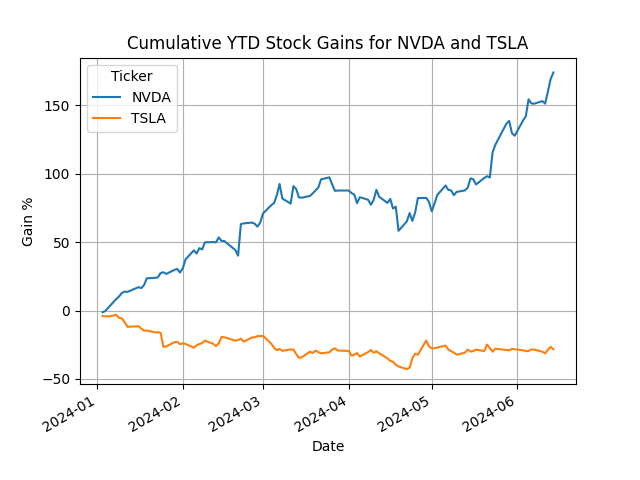 Cumulative YTD Stock Gains for NVDA and TSLA
Ticker
NVDA
TSLA
Gain %
150
100
50
0
−50
2024-01
2024-02
2024-03
2024-04
2024-05
2024-06
Date